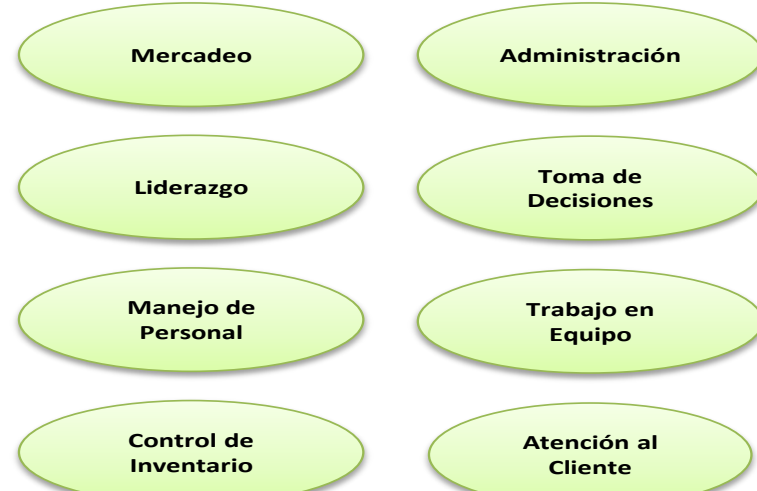 Mercadeo
Administración
Liderazgo
Toma de
Decisiones
Manejo de
Personal
Trabajo en
Equipo
Control de
Inventario
Atención al
Cliente